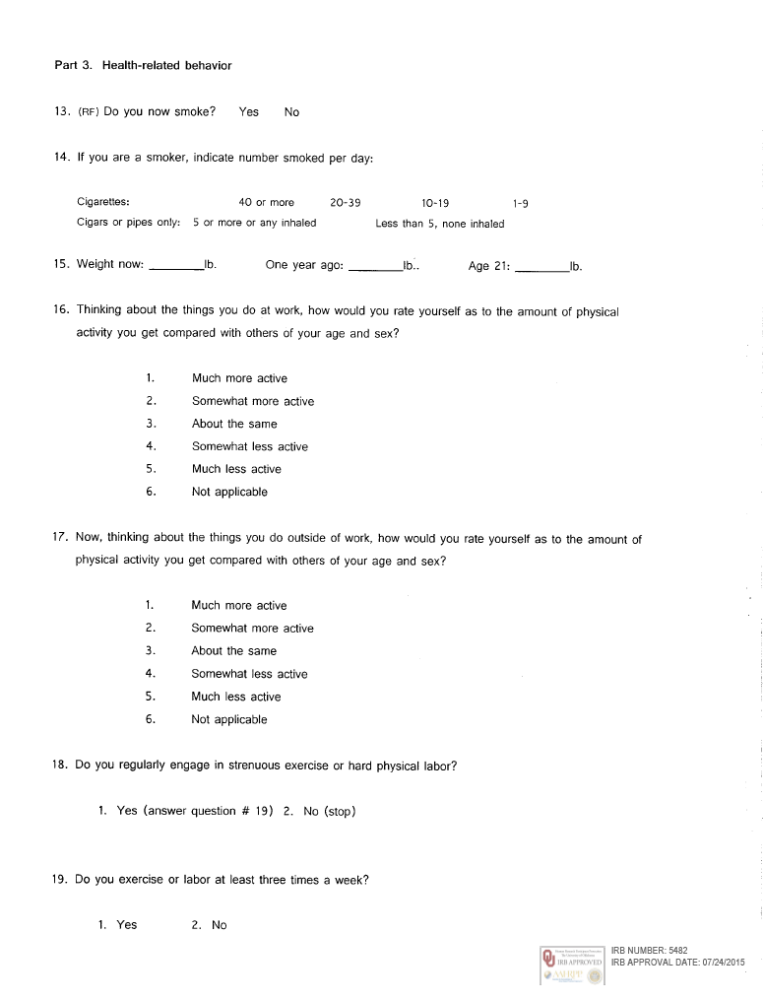 Part 3. Health-related behavior
13. (RF) Do you now smoke? Yes No
14. If you are a smoker, indicate number smoked per day:
Cigarettes: 40 or more 20-39 10-19 1-9
Cigars or pipes only: 5 or more or any inhaled Less than 5, none inhaled
15. Weight now: ________lb. One year ago: ________lb.. Age 21: ________lb.
16. Thinking about the things you do at work, how would you rate yourself as to the amount of physical
activity you get compared with others of your age and sex?
1. Much more active
2. Somewhat more active
3. About the same
4. Somewhat less active
5. Much less active
6. Not applicable
17. Now, thinking about the things you do outside of work, how would you rate yourself as to the amount of
physical activity you get compared with others of your age and sex?
1. Much more active
2. Somewhat more active
3. About the same
4. Somewhat less active
5. Much less active
6. Not applicable
18. Do you regularly engage in strenuous exercise or hard physical labor?
1. Yes (answer question # 19) 2. No (stop)
19. Do you exercise or labor at least three times a week?
1. Yes 2. No
IRB APPROVED
AAHRPP
IRB NUMBER: 5482
IRB APPROVAL DATE: 07/24/2015